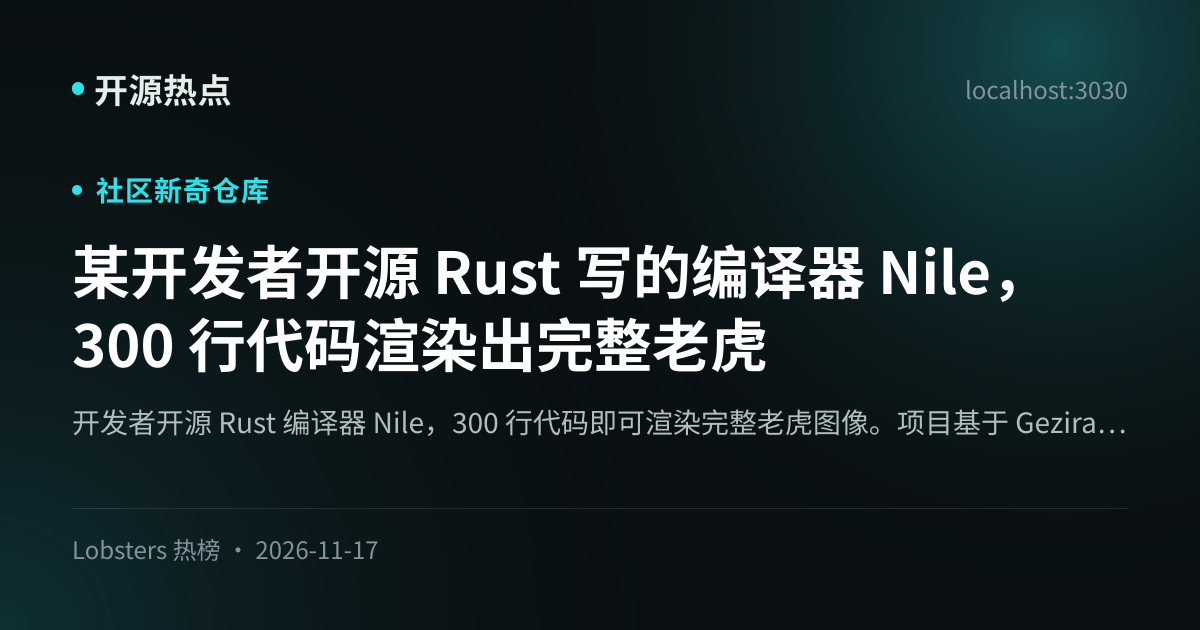 开源热点
localhost:3030
社区新奇仓库
某开发者开源 Rust 写的编译器 Nile，
300 行代码渲染出完整老虎
开发者开源 Rust 编译器 Nile，300 行代码即可渲染完整老虎图像。项目基于 Gezira…
Lobsters 热榜 · 2026-11-17